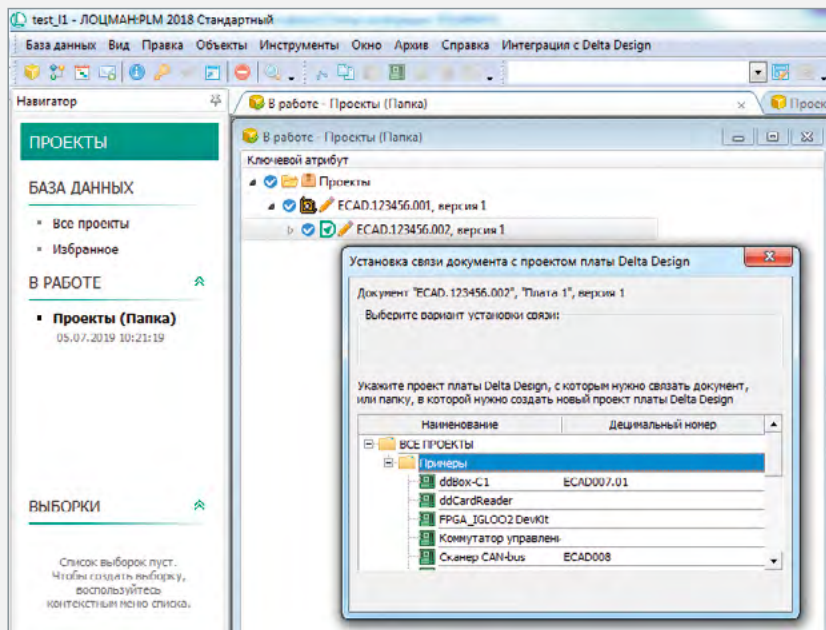 test_l1 - ЛОЦМАН:PLM 2018 Стандартный
База данных Вид Правка Объекты Инструменты Окно Архив Справка Интеграция с Delta Design
Навигатор
В работе - Проекты (Папка)
Проек
ПРОЕКТЫ
БАЗА ДАННЫХ
Все проекты
Избранное
В РАБОТЕ
Проекты (Папка)
05.07.2019 10:21:19
ВЫБОРКИ
Список выборок пуст.
Чтобы создать выборку,
воспользуйтесь
контекстным меню списка.
В работе - Проекты (Папка)
Ключевой атрибут
Проекты
ECAD.123456.001, версия 1
ECAD.123456.002, версия 1
Установка связи документа с проектом платы Delta Design
Документ "ECAD.123456.002", "Плата 1", версия 1
Выберите вариант установки связи:
Укажите проект платы Delta Design, с которым нужно связать документ,
или папку, в которой нужно создать новый проект платы Delta Design
Наименование Децимальный номер
ВСЕ ПРОЕКТЫ
Примеры
ddBox-C1 ECAD007.01
ddCardReader
FPGA_IGLOO2 DevKit
Коммутатор управлен
Сканер CAN-bus ECAD008